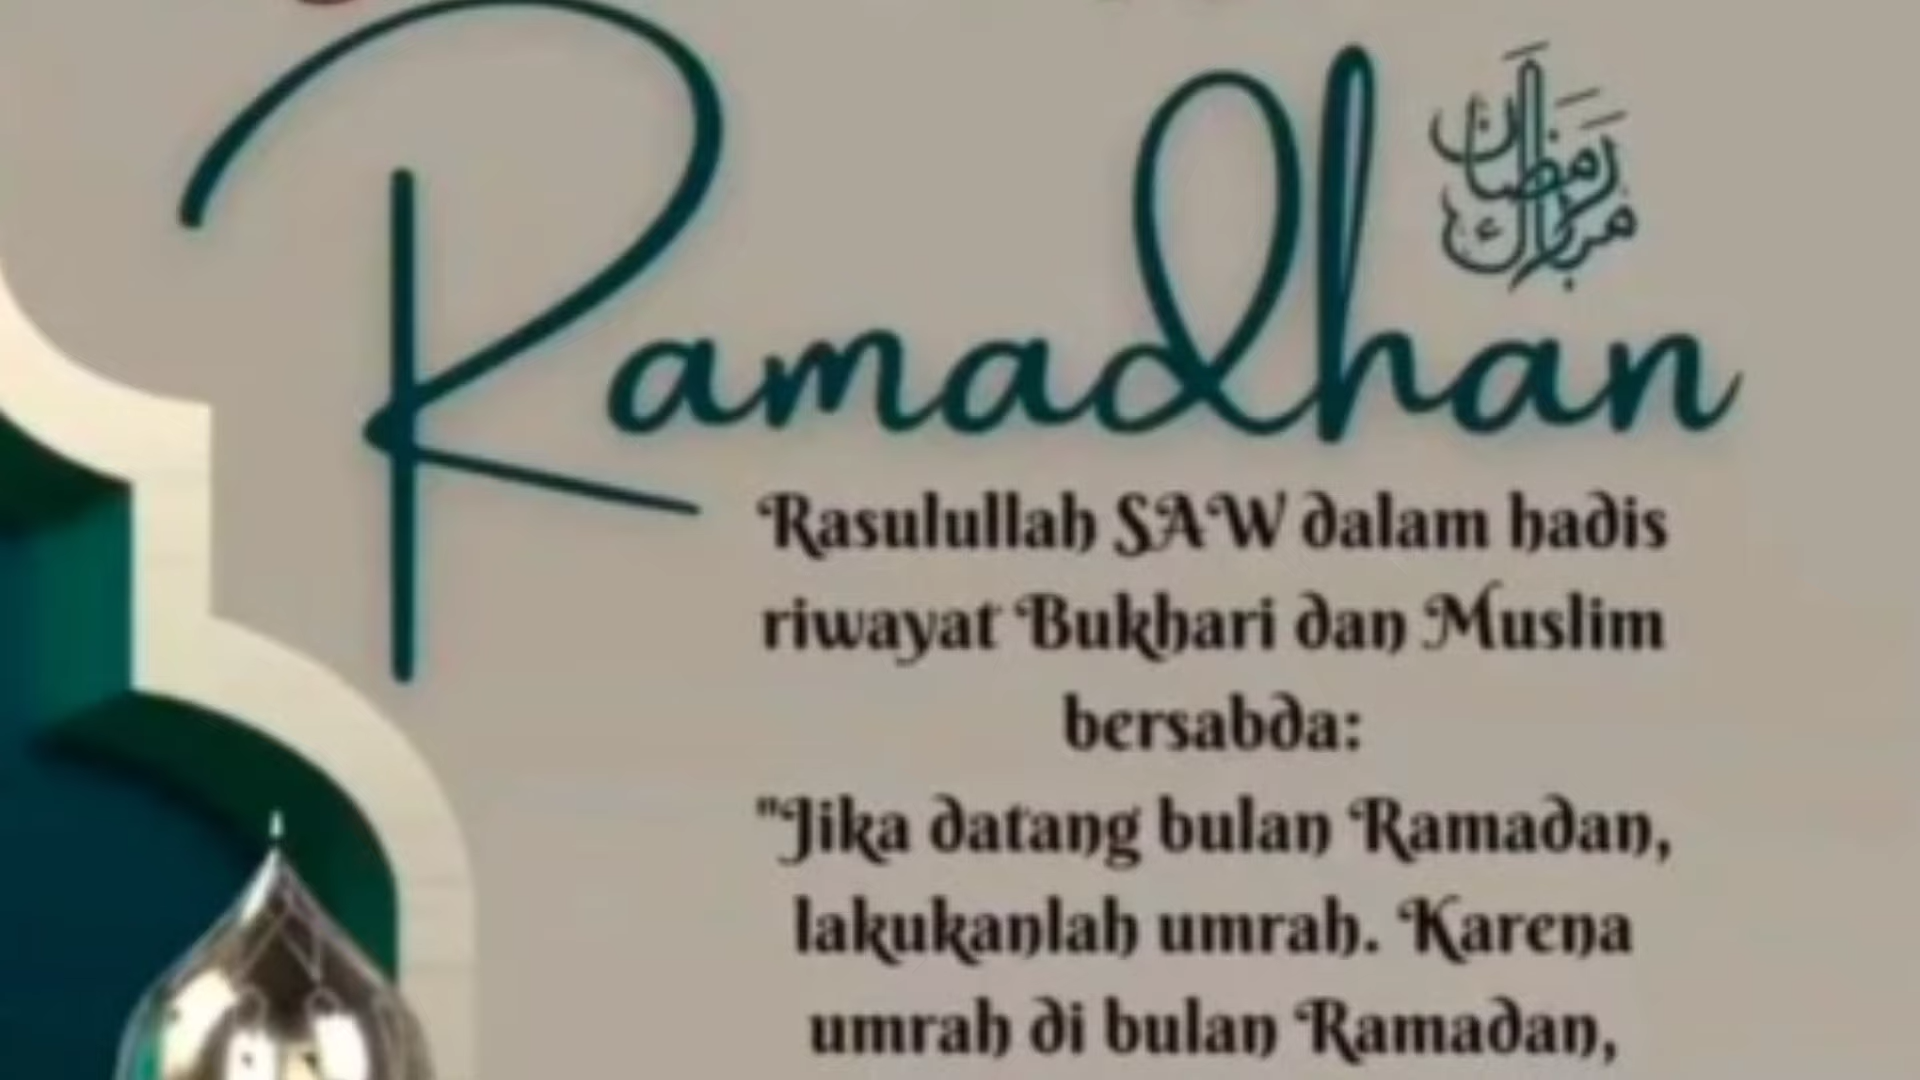 Ramadhan
رمضان
مبارك
Rasulullah SAW dalam hadis
riwayat Bukhari dan Muslim
bersabda:
"Jika datang bulan Ramadan,
lakukanlah umrah. Karena
umrah di bulan Ramadan,